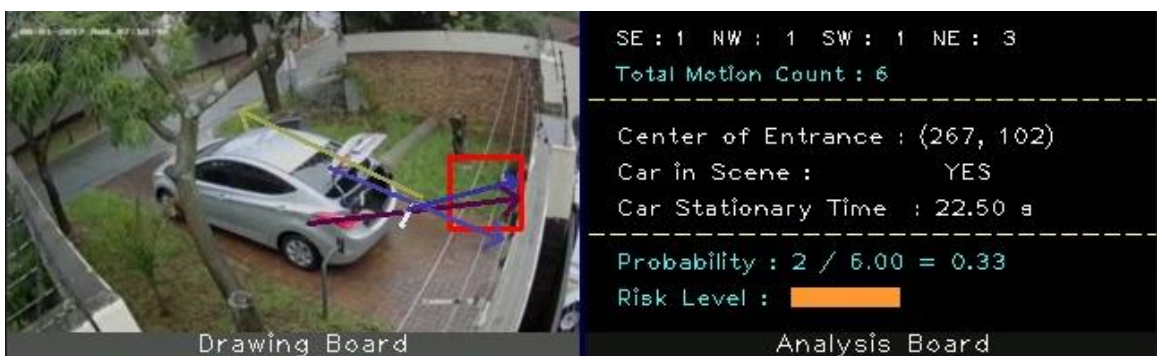 SE : 1 NW : 1 SW : 1 NE : 3
Total Motion Count : 6
Center of Entrance : (267, 102)
Car in Scene : YES
Car Stationary Time : 22.50 s
Probability : 2 / 6.00 = 0.33
Risk Level :
Drawing Board
Analysis Board